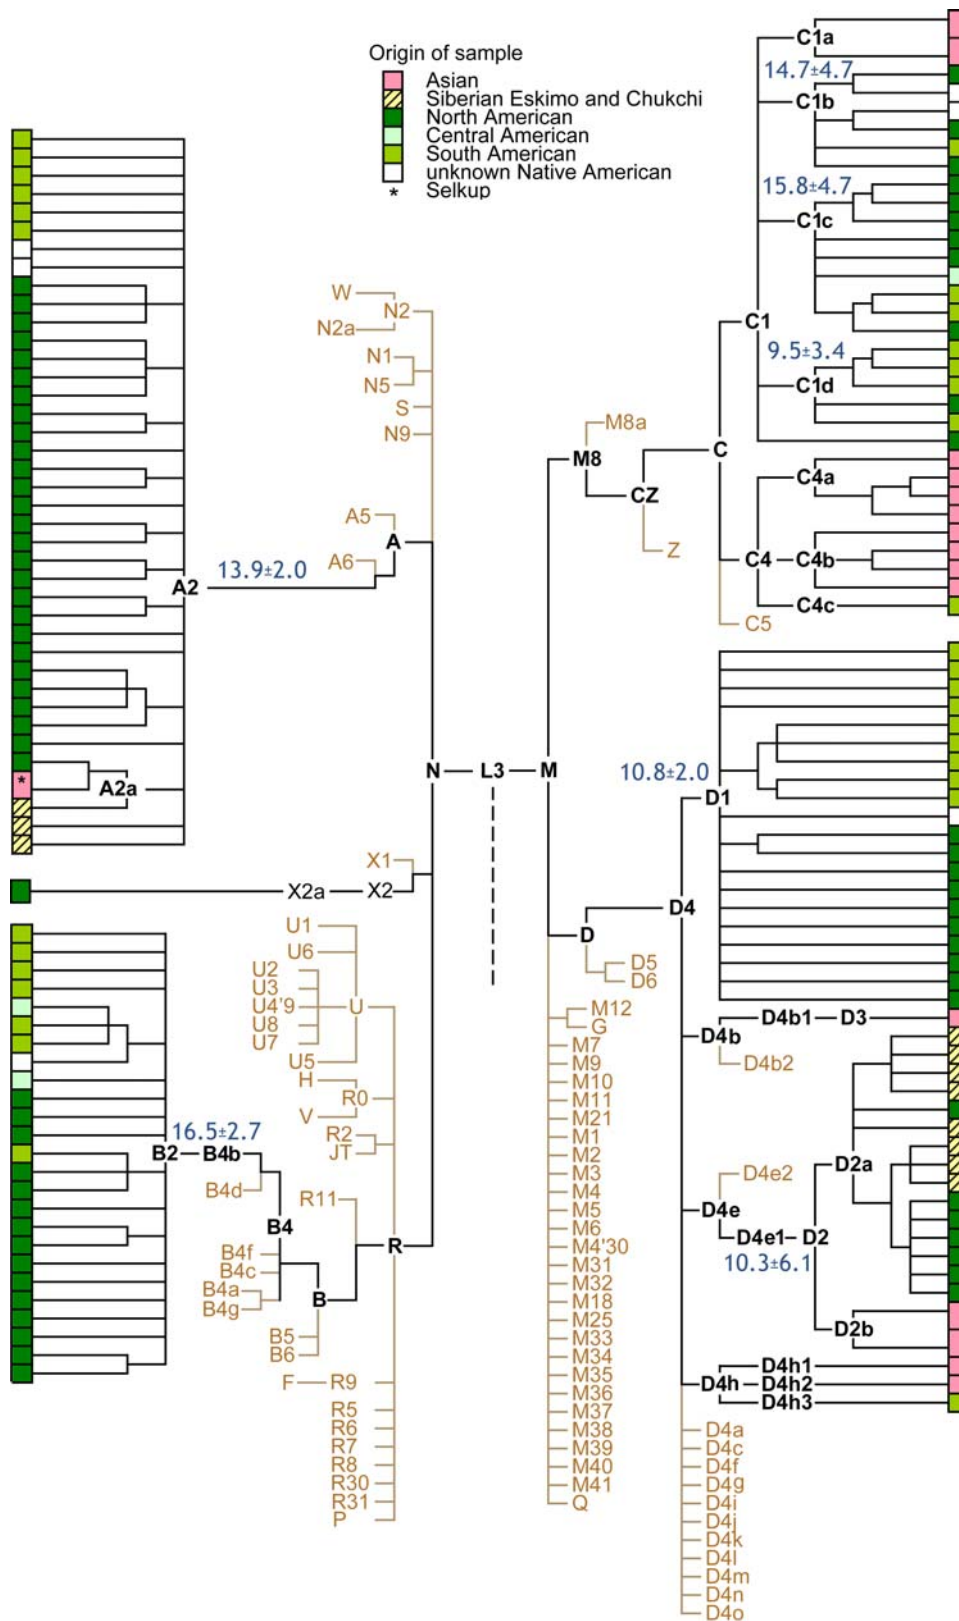 Origin of sample
Asian
Siberian Eskimo and Chukchi
North American
Central American
South American
unknown Native American
* Selkup
W
N2
N2a
N1
N5
S
N9
A5
A
A6
13.9±2.0
A2
*
A2a
N
L3
M
X1
X2a
X2
U1
U6
U2
U3
U4'9
U
U8
U7
U5
H
R0
V
R2
JT
16.5±2.7
B2
B4b
B4d
R11
B4
R
B4f
B4c
B4a
B
B4g
B5
B6
F
R9
R5
R6
R7
R8
R30
R31
P
C1a
14.7±4.7
C1b
15.8±4.7
C1c
C1
9.5±3.4
C1d
M8a
M8
C
C4a
CZ
Z
C4
C4b
C4c
C5
10.8±2.0
D1
D4
D
D5
D6
M12
G
M7
M9
M10
M11
M21
M1
M2
M3
M4
M5
M6
M4'30
M31
M32
M18
M25
M33
M34
M35
M36
M37
M38
M39
M40
M41
Q
D4b1
D3
D4b
D4b2
D2a
D4e2
D4e
D4e1
D2
10.3±6.1
D2b
D4h1
D4h
D4h2
D4h3
D4a
D4c
D4f
D4g
D4i
D4j
D4k
D4l
D4m
D4n
D4o